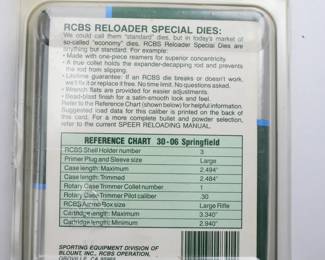 RCBS RELOADER SPECIAL DIES:
We could call them "standard" dies, but in today's market of
so-called "economy" dies, RCBS Reloader Special Dies are
anything but standard. For example:
• Made with one-piece reamers for superior concentricity.
• A true collet holds the expander-decapping rod and prevents
the rod from slipping.
• Lifetime guarantee: If an RCBS die breaks or doesn't work,
we'll fix it or replace it free. No time limit. No questions asked.
• Wrench flats are provided for easier adjustments.
• Bead-blast finish for a satin-smooth look and feel.
Refer to the Reference Chart (shown below) for helpful information.
Suggested load data for this caliber is printed on the back of this
card. For a more complete bullet and powder selection,
refer to the current SPEER RELOADING MANUAL.
REFERENCE CHART 30-06 Springfield
RCBS Shell Holder number 3
Primer Plug and Sleeve size Large
Case length: Maximum 2.494"
Case length: Trimmed 2.484"
Rotary Case Trimmer Collet number 1
Rotary Case Trimmer Pilot caliber .30
RCBS Ammo Box size Large Rifle
Cartridge length: Maximum 3.340"
Cartridge length: Minimum 2.940"
SPORTING EQUIPMENT DIVISION OF
BLOUNT, INC., RCBS OPERATION,
OROVILLE, CA 95965